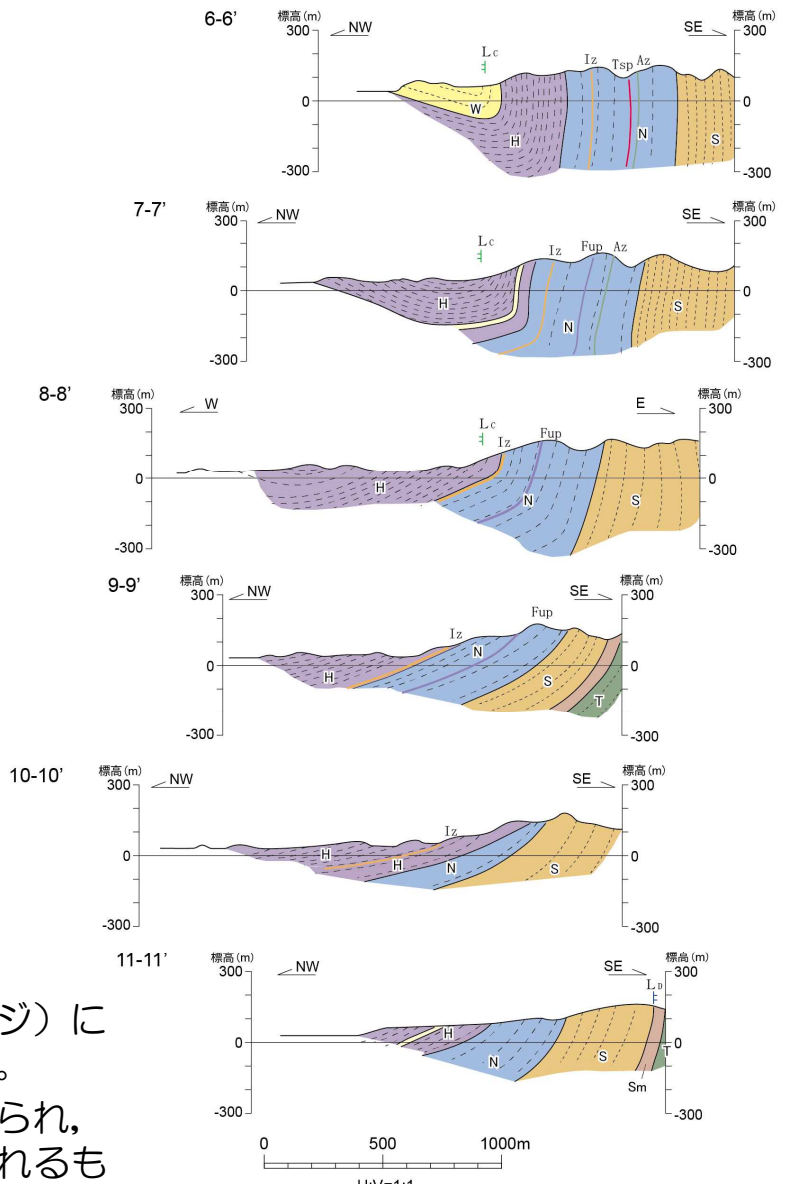 6-6' 標高(m) NW Lc SE 標高(m)
300 Iz Tsp Az 300
W
0 H N S 0
-300 -300
7-7' 標高(m) NW Lc SE 標高(m)
300 Iz Fup Az 300
0 H N S 0
-300 -300
8-8' 標高(m) W E 標高(m)
300 Lc Iz Fup 300
0 H N S 0
-300 -300
9-9' 標高(m) NW SE 標高(m)
300 Iz Fup 300
0 H N S T 0
-300 -300
10-10' 標高(m) NW SE 標高(m)
300 Iz 300
0 H H N S 0
-300 -300
11-11' 標高(m) NW SE 標高(m)
300 LD 300
0 H N S T 0
Sm
-300 -300
ジ)に
。
られ,
れるも
0 500 1000m